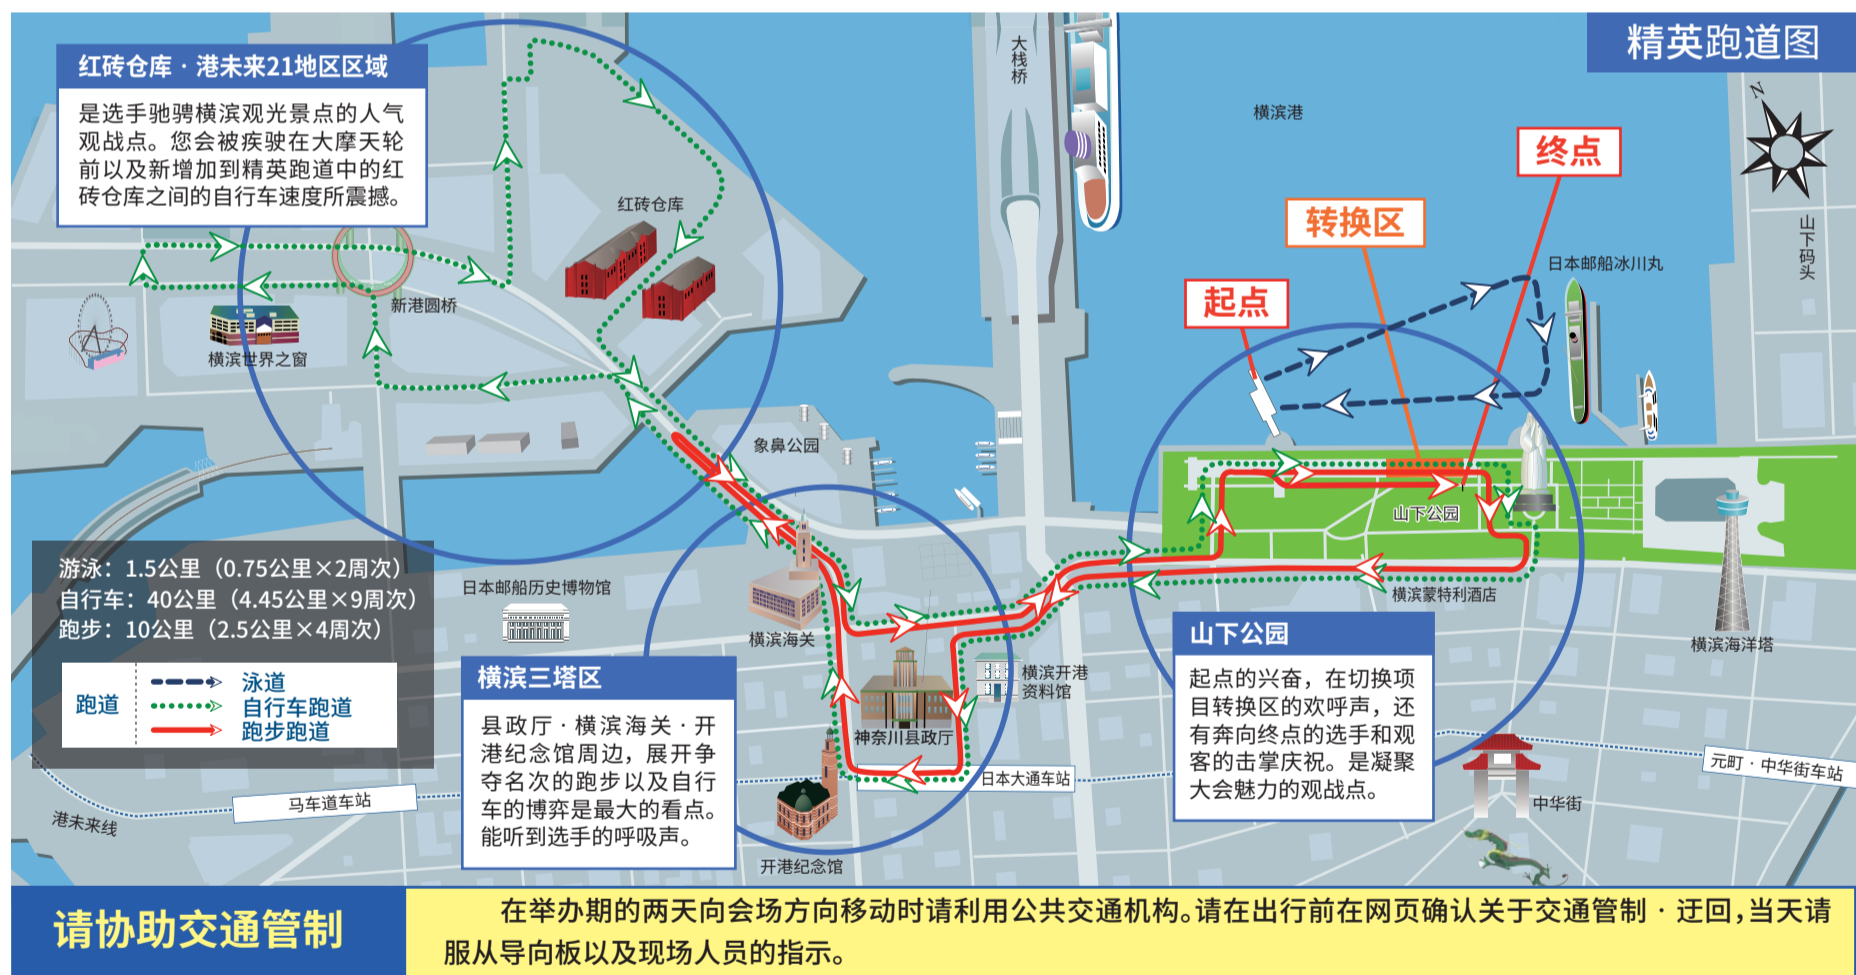 精英跑道图
红砖仓库·港未来21地区区域
是选手驰骋横滨观光景点的人气
观战点。您会被疾驶在大摩天轮
前以及新增加到精英跑道中的红
砖仓库之间的自行车速度所震撼。
大栈桥
横滨港
N
终点
转换区
起点
山下码头
日本邮船冰川丸
红砖仓库
新港圆桥
横滨世界之窗
象鼻公园
山下公园
横滨蒙特利酒店
横滨海洋塔
游泳：1.5公里（0.75公里×2周次）
自行车：40公里（4.45公里×9周次）
跑步：10公里（2.5公里×4周次）
跑道
泳道
自行车跑道
跑步跑道
日本邮船历史博物馆
横滨海关
横滨三塔区
县政厅·横滨海关·开
港纪念馆周边，展开争
夺名次的跑步以及自行
车的博弈是最大的看点。
能听到选手的呼吸声。
横滨开港
资料馆
神奈川县政厅
日本大通车站
开港纪念馆
山下公园
起点的兴奋，在切换项
目转换区的欢呼声，还
有奔向终点的选手和观
客的击掌庆祝。是凝聚
大会魅力的观战点。
元町·中华街车站
中华街
马车道车站
港未来线
请协助交通管制
在举办期的两天向会场方向移动时请利用公共交通机构。请在出行前在网页确认关于交通管制·迂回，当天请
服从导向板以及现场人员的指示。